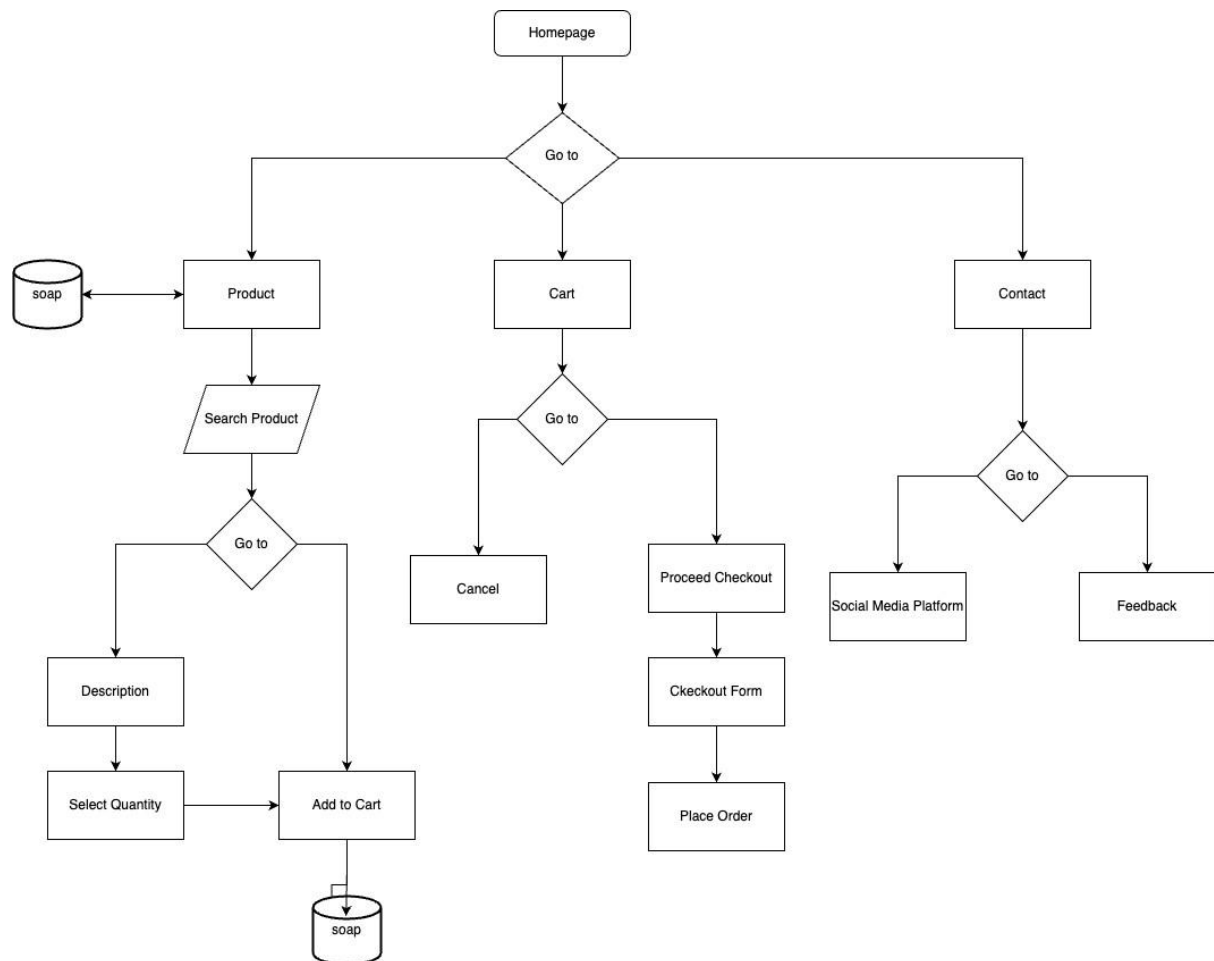 Homepage
Go to
soap
Product
Cart
Contact
Search Product
Go to
Go to
Go to
Cancel
Proceed Checkout
Social Media Platform
Feedback
Description
Ckeckout Form
Select Quantity
Add to Cart
Place Order
soap